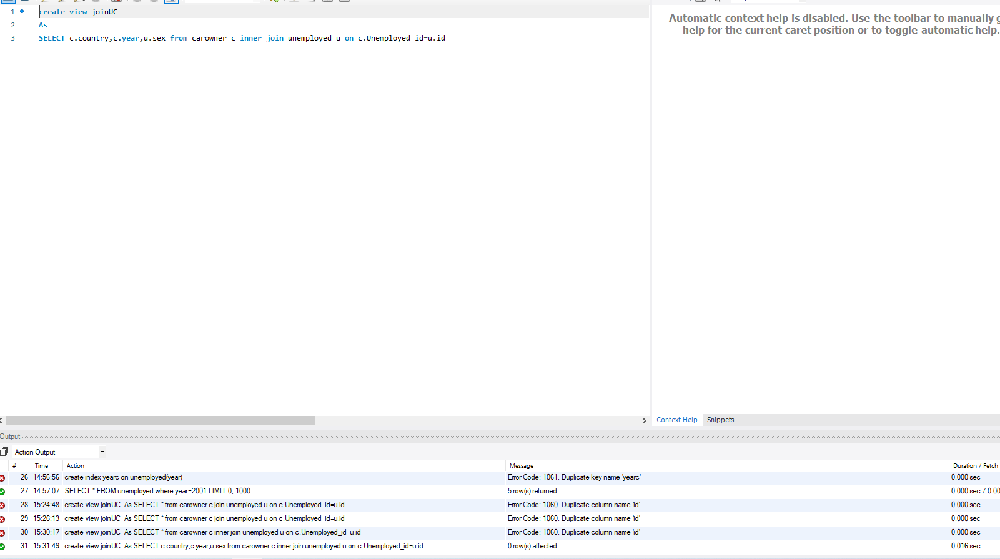 1 create view joinUC
2 As
3 SELECT c.country,c.year,u.sex from carowner c inner join unemployed u on c.Unemployed_id=u.id
Automatic context help is disabled. Use the toolbar to manually g
help for the current caret position or to toggle automatic help.
Context Help Snippets
Output
Action Output
# Time Action Message Duration / Fetch
26 14:56:56 create index yearc on unemployed(year) Error Code: 1061. Duplicate key name 'yearc' 0.000 sec
27 14:57:07 SELECT * FROM unemployed where year=2001 LIMIT 0, 1000 5 row(s) returned 0.000 sec / 0.00
28 15:24:48 create view joinUC As SELECT * from carowner c join unemployed u on c.Unemployed_id=u.id Error Code: 1060. Duplicate column name 'id' 0.000 sec
29 15:26:13 create view joinUC As SELECT * from carowner c join unemployed u on c.Unemployed_id=u.id Error Code: 1060. Duplicate column name 'id' 0.000 sec
30 15:30:17 create view joinUC As SELECT * from carowner c inner join unemployed u on c.Unemployed_id=u.id Error Code: 1060. Duplicate column name 'id' 0.000 sec
31 15:31:49 create view joinUC As SELECT c.country,c.year,u.sex from carowner c inner join unemployed u on c.Unemployed_id=u.id 0 row(s) affected 0.016 sec